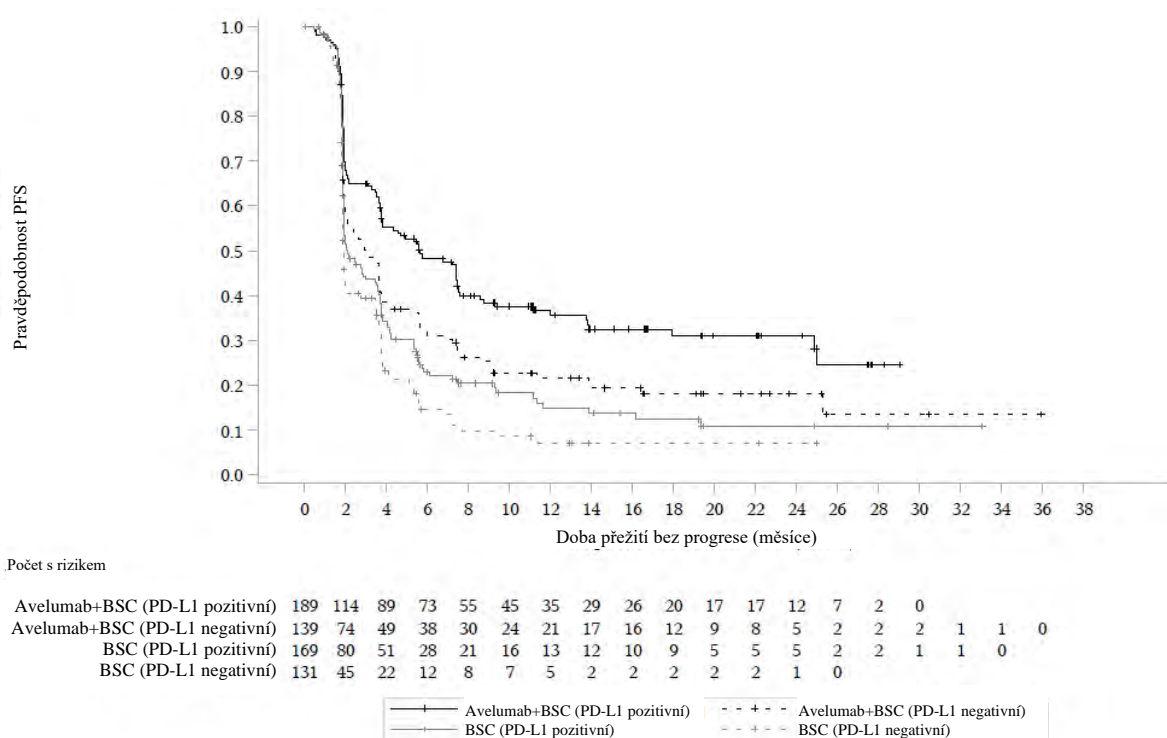 Pravděpodobnost PFS
1.0
0.9
0.8
0.7
0.6
0.5
0.4
0.3
0.2
0.1
0.0
0 2 4 6 8 10 12 14 16 18 20 22 24 26 28 30 32 34 36 38
Doba přežití bez progrese (měsíce)
Počet s rizikem
Avelumab+BSC (PD-L1 pozitivní) 189 114 89 73 55 45 35 29 26 20 17 17 12 7 2 0
Avelumab+BSC (PD-L1 negativní) 139 74 49 38 30 24 21 17 16 12 9 8 5 2 2 2 1 1 0
BSC (PD-L1 pozitivní) 169 80 51 28 21 16 13 12 10 9 5 5 5 2 2 1 1 0
BSC (PD-L1 negativní) 131 45 22 12 8 7 5 2 2 2 2 2 1 0
Avelumab+BSC (PD-L1 pozitivní) Avelumab+BSC (PD-L1 negativní)
BSC (PD-L1 pozitivní) BSC (PD-L1 negativní)